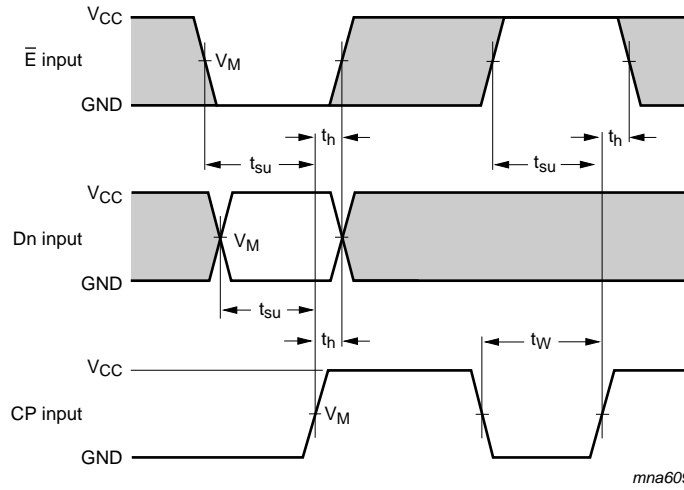 VCC
E̅ input
VM
GND
th
th
tsu
tsu
VCC
Dn input
VM
GND
tsu
th
tW
VCC
CP input
VM
GND
mna609